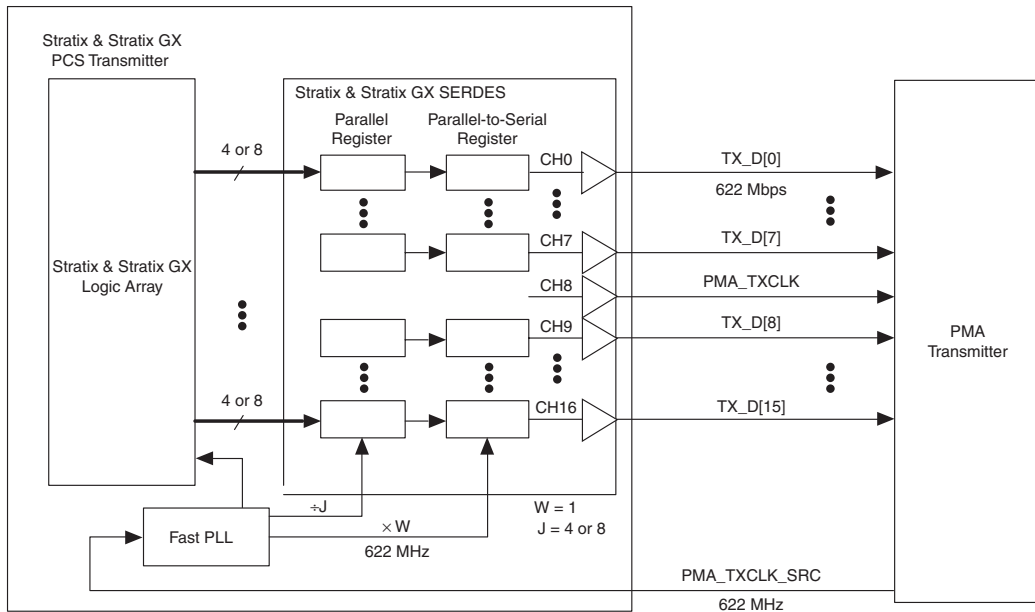 Stratix & Stratix GX
PCS Transmitter
Stratix & Stratix GX SERDES
Parallel
Register
Parallel-to-Serial
Register
4 or 8
CH0
TX_D[0]
622 Mbps
CH7
TX_D[7]
Stratix & Stratix GX
Logic Array
CH8
PMA_TXCLK
CH9
TX_D[8]
PMA
Transmitter
4 or 8
CH16
TX_D[15]
÷J
W = 1
J = 4 or 8
× W
Fast PLL
622 MHz
PMA_TXCLK_SRC
622 MHz